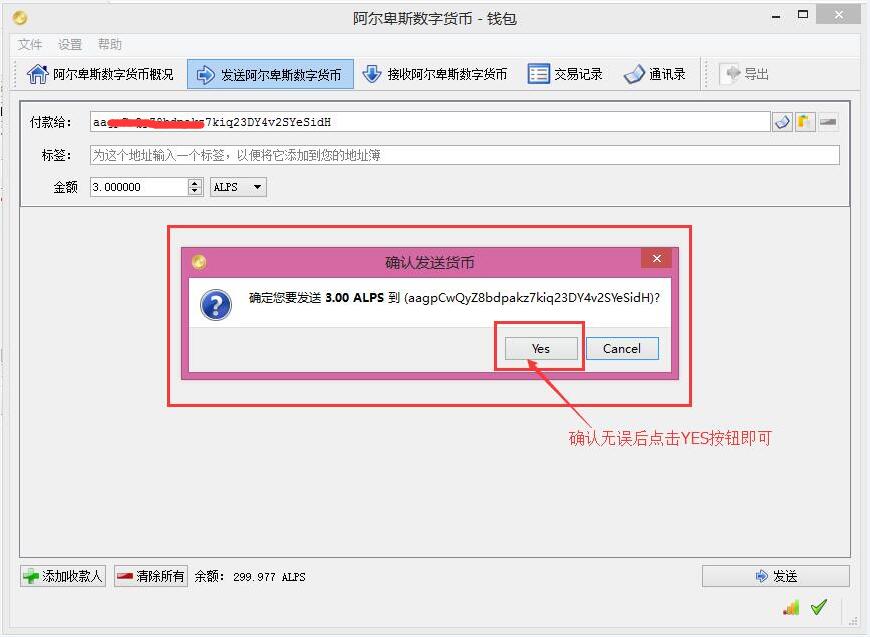 阿尔卑斯数字货币 - 钱包
文件 设置 帮助
阿尔卑斯数字货币概况 发送阿尔卑斯数字货币 接收阿尔卑斯数字货币 交易记录 通讯录 导出
付款给： aagpCwQyZ8bdpakz7kiq23DY4v2SYeSidH
标签： 为这个地址输入一个标签，以便将它添加到您的地址簿
金额 3.000000 ALPS
确认发送货币
确定您要发送 3.00 ALPS 到 (aagpCwQyZ8bdpakz7kiq23DY4v2SYeSidH)?
Yes Cancel
确认无误后点击YES按钮即可
添加收款人 清除所有 余额： 299.977 ALPS 发送